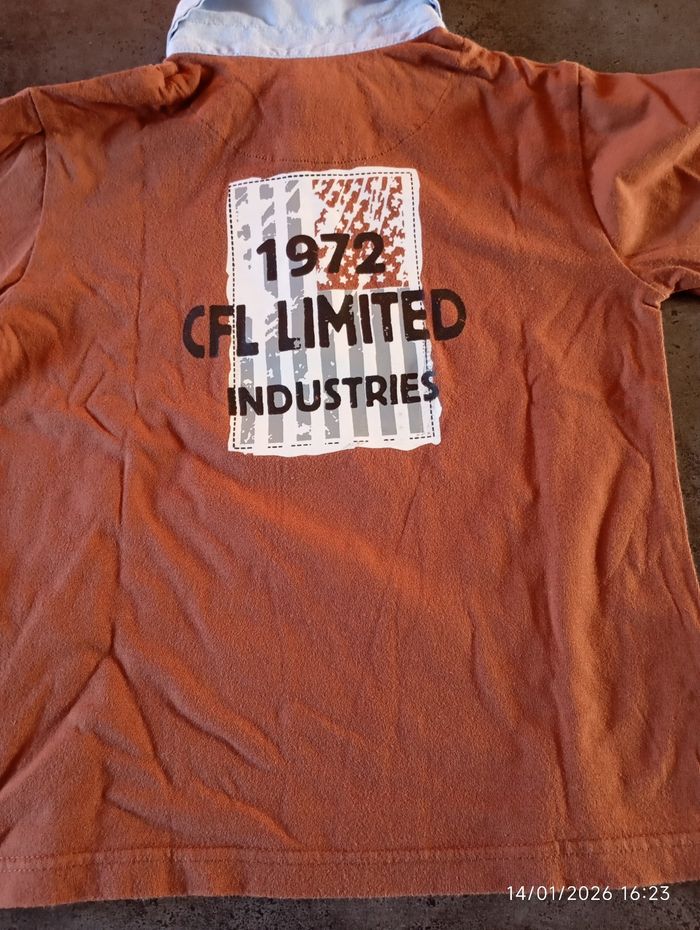 1972
CFL LIMITED
INDUSTRIES
14/01/2026 16:23